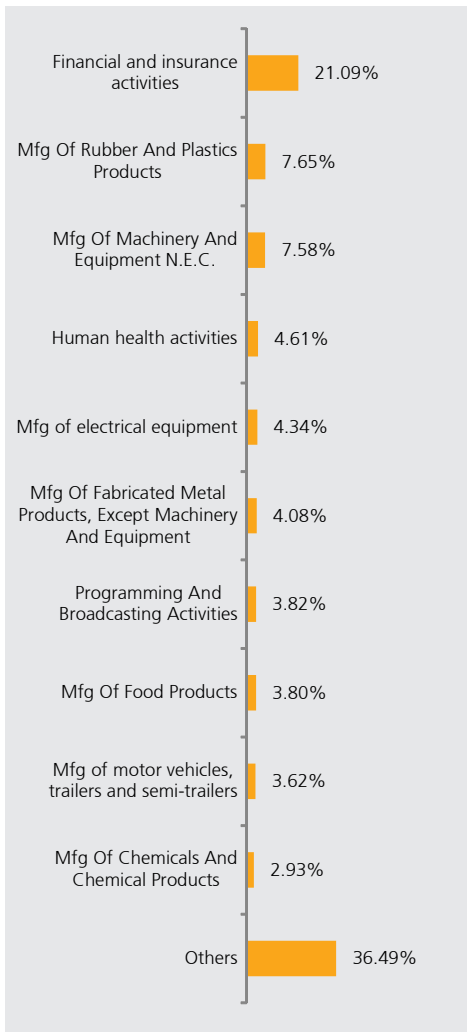 Financial and insurance
activities
21.09%
Mfg Of Rubber And Plastics
Products
7.65%
Mfg Of Machinery And
Equipment N.E.C.
7.58%
Human health activities
4.61%
Mfg of electrical equipment
4.34%
Mfg Of Fabricated Metal
Products, Except Machinery
And Equipment
4.08%
Programming And
Broadcasting Activities
3.82%
Mfg Of Food Products
3.80%
Mfg of motor vehicles,
trailers and semi-trailers
3.62%
Mfg Of Chemicals And
Chemical Products
2.93%
Others
36.49%